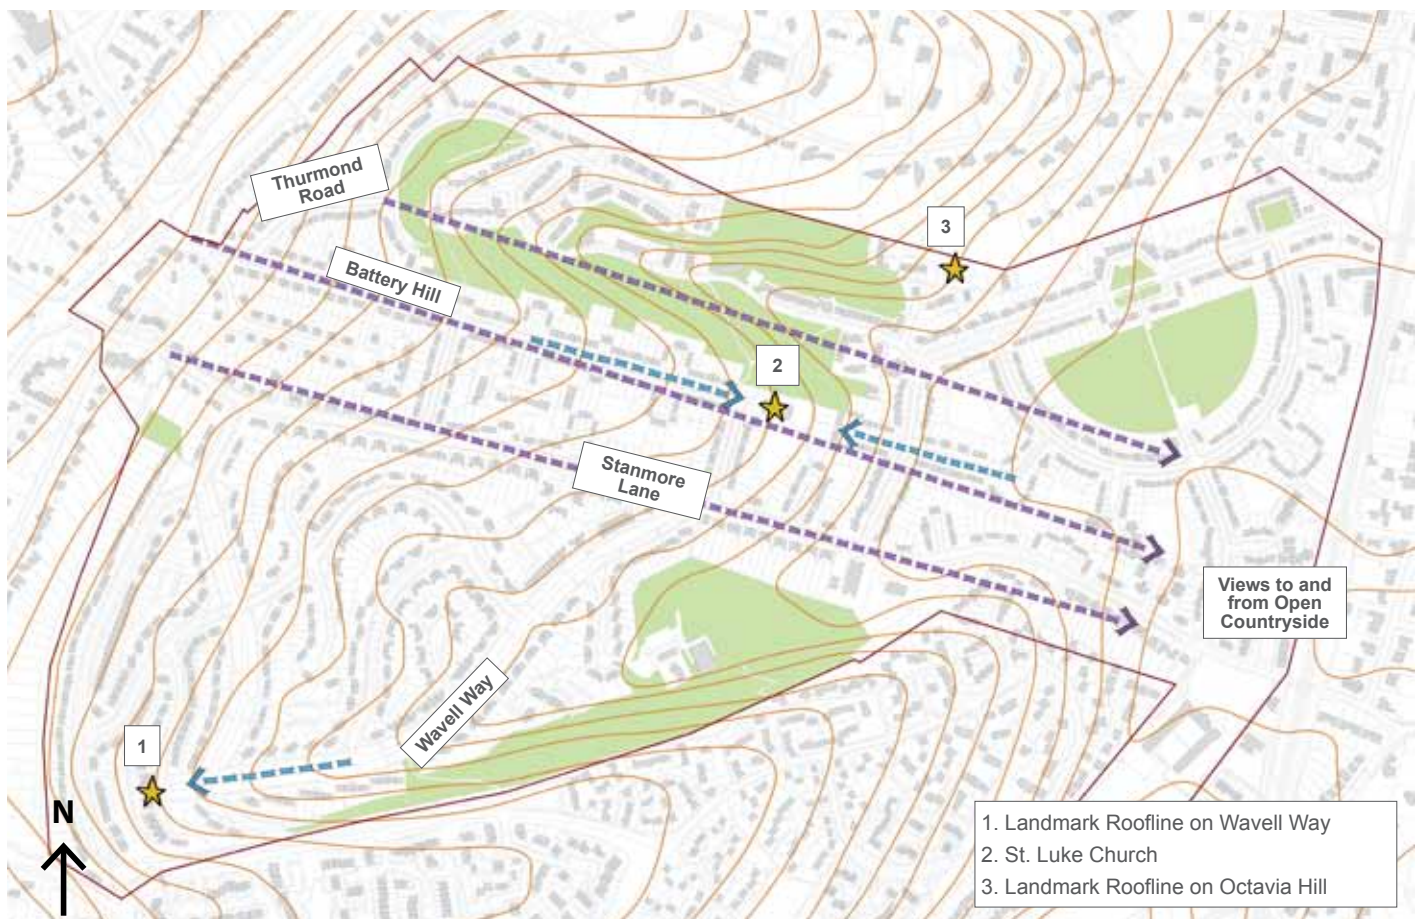 Thurmond
Road
Battery Hill
3
2
Stanmore
Lane
Views to and
from Open
Countryside
Wavell Way
1
N
1. Landmark Roofline on Wavell Way
2. St. Luke Church
3. Landmark Roofline on Octavia Hill